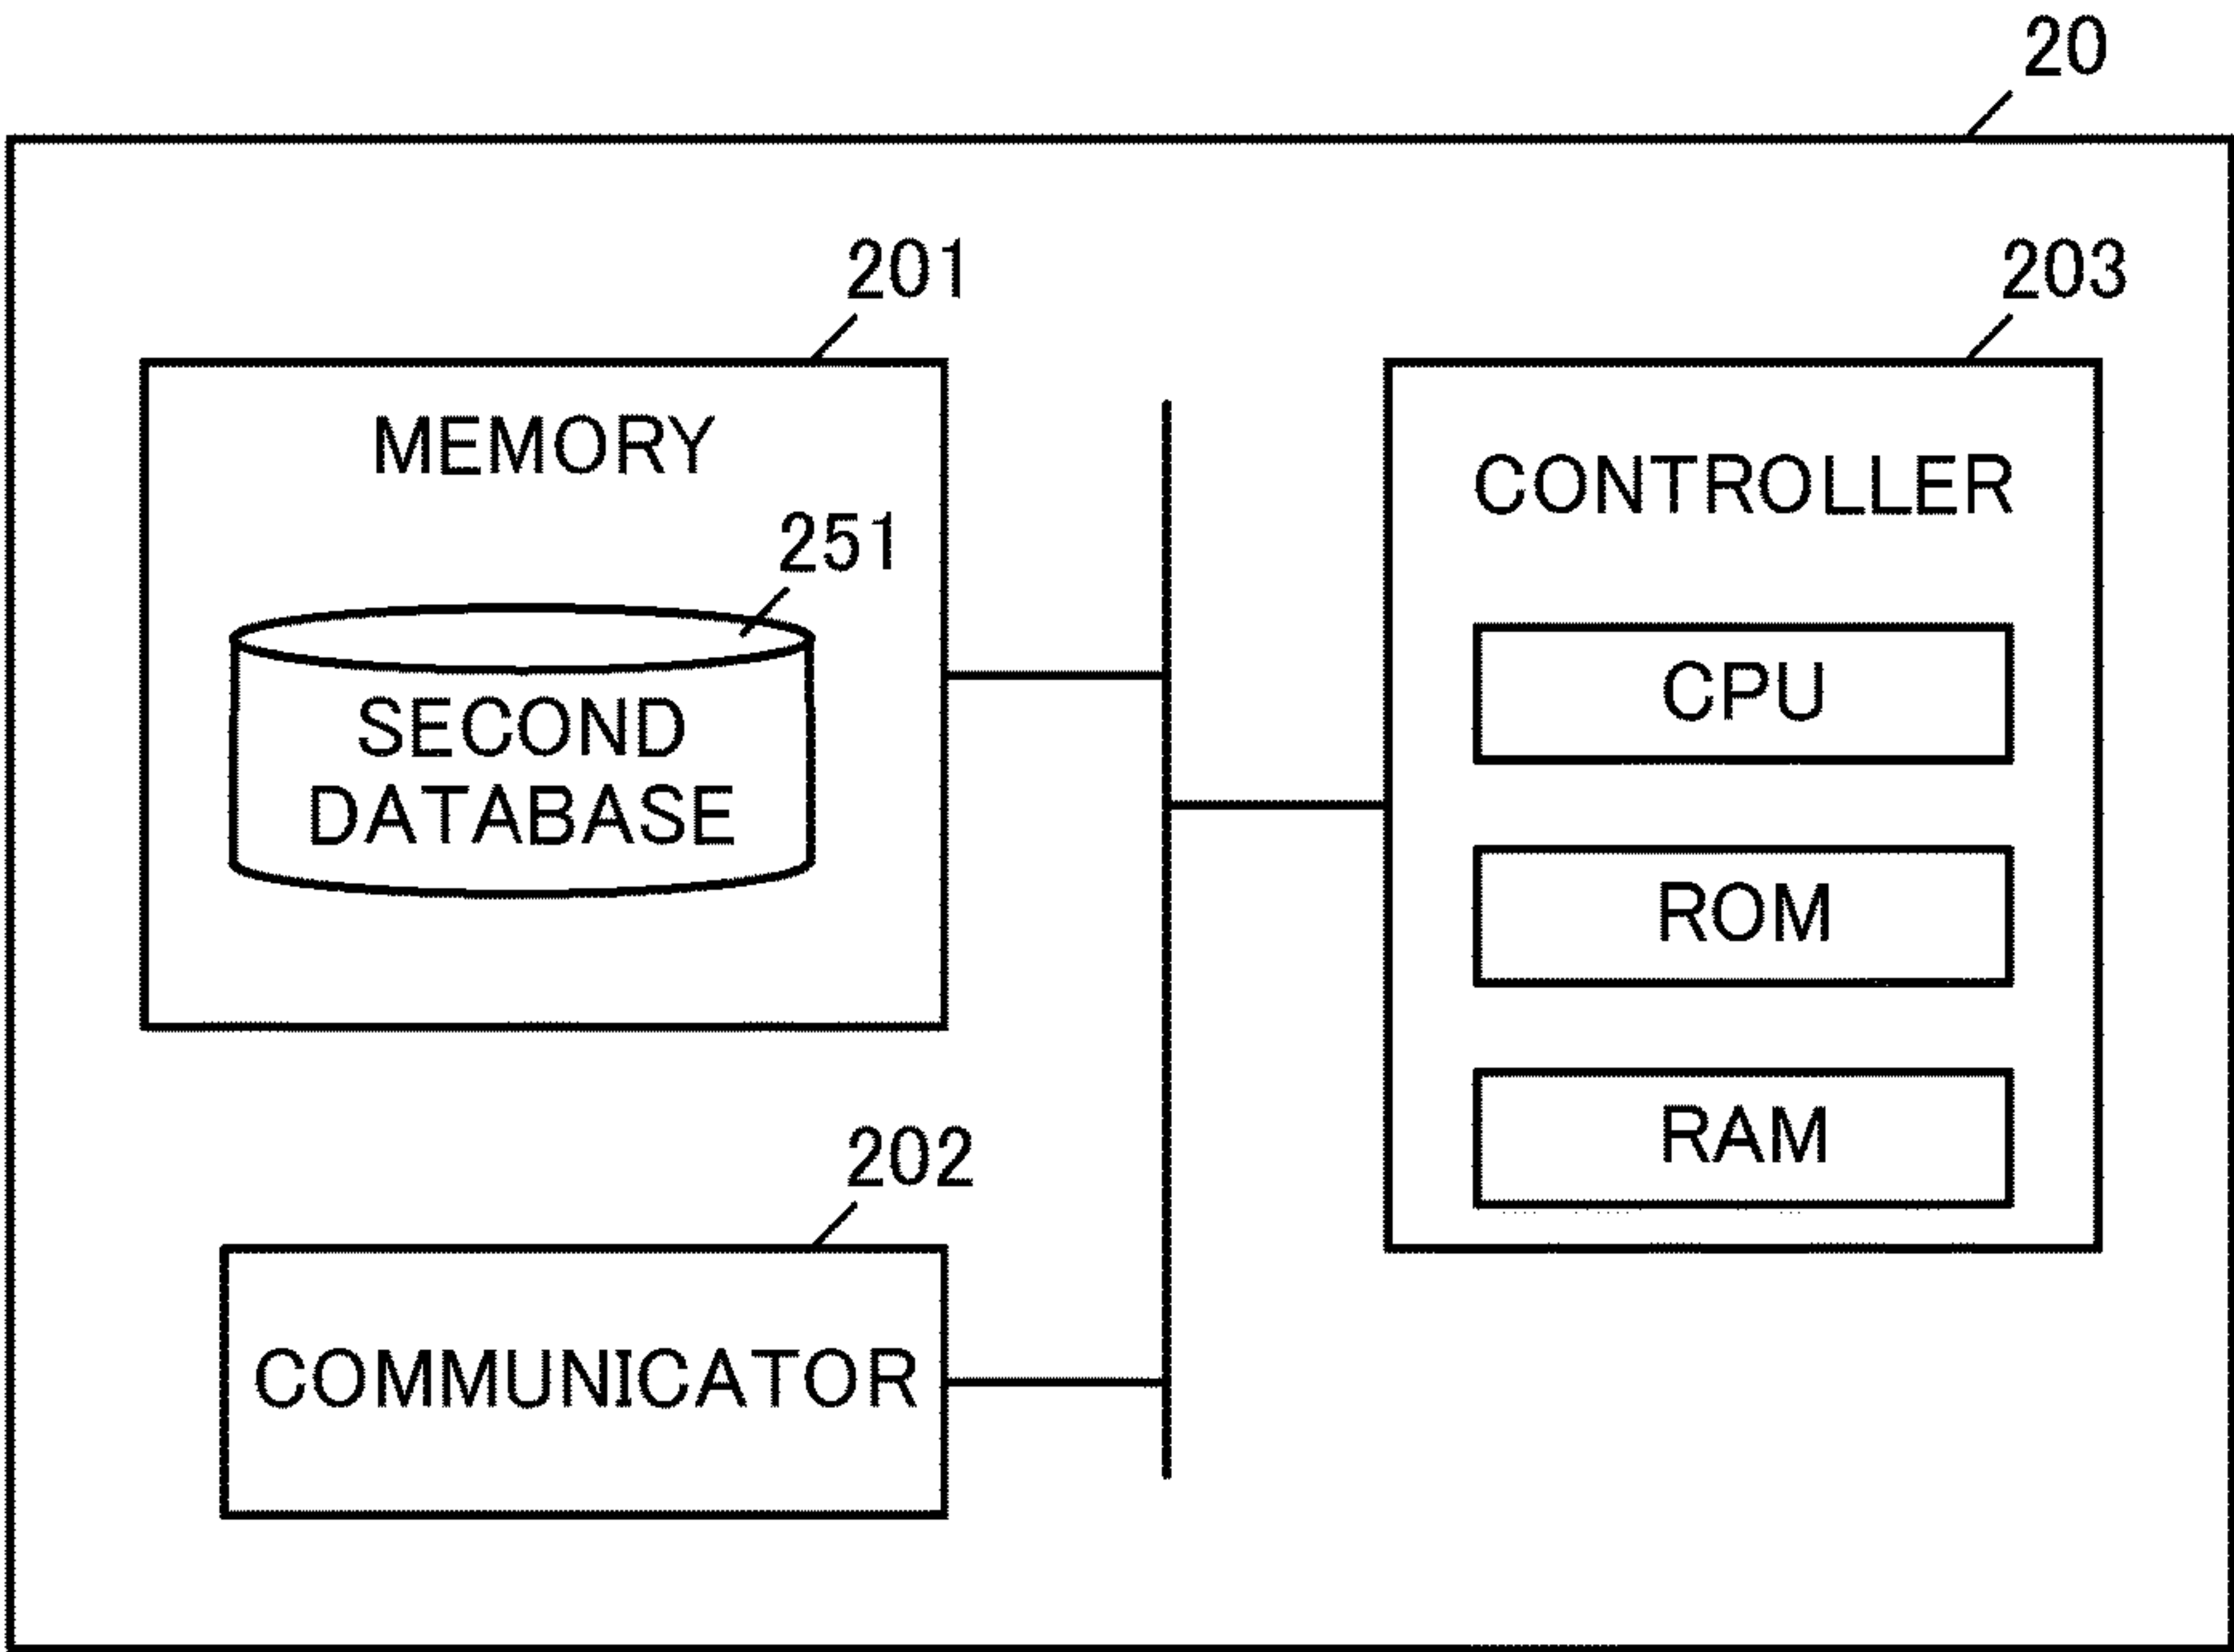 20
201
MEMORY
251
SECOND
DATABASE
203
CONTROLLER
CPU
ROM
RAM
202
COMMUNICATOR